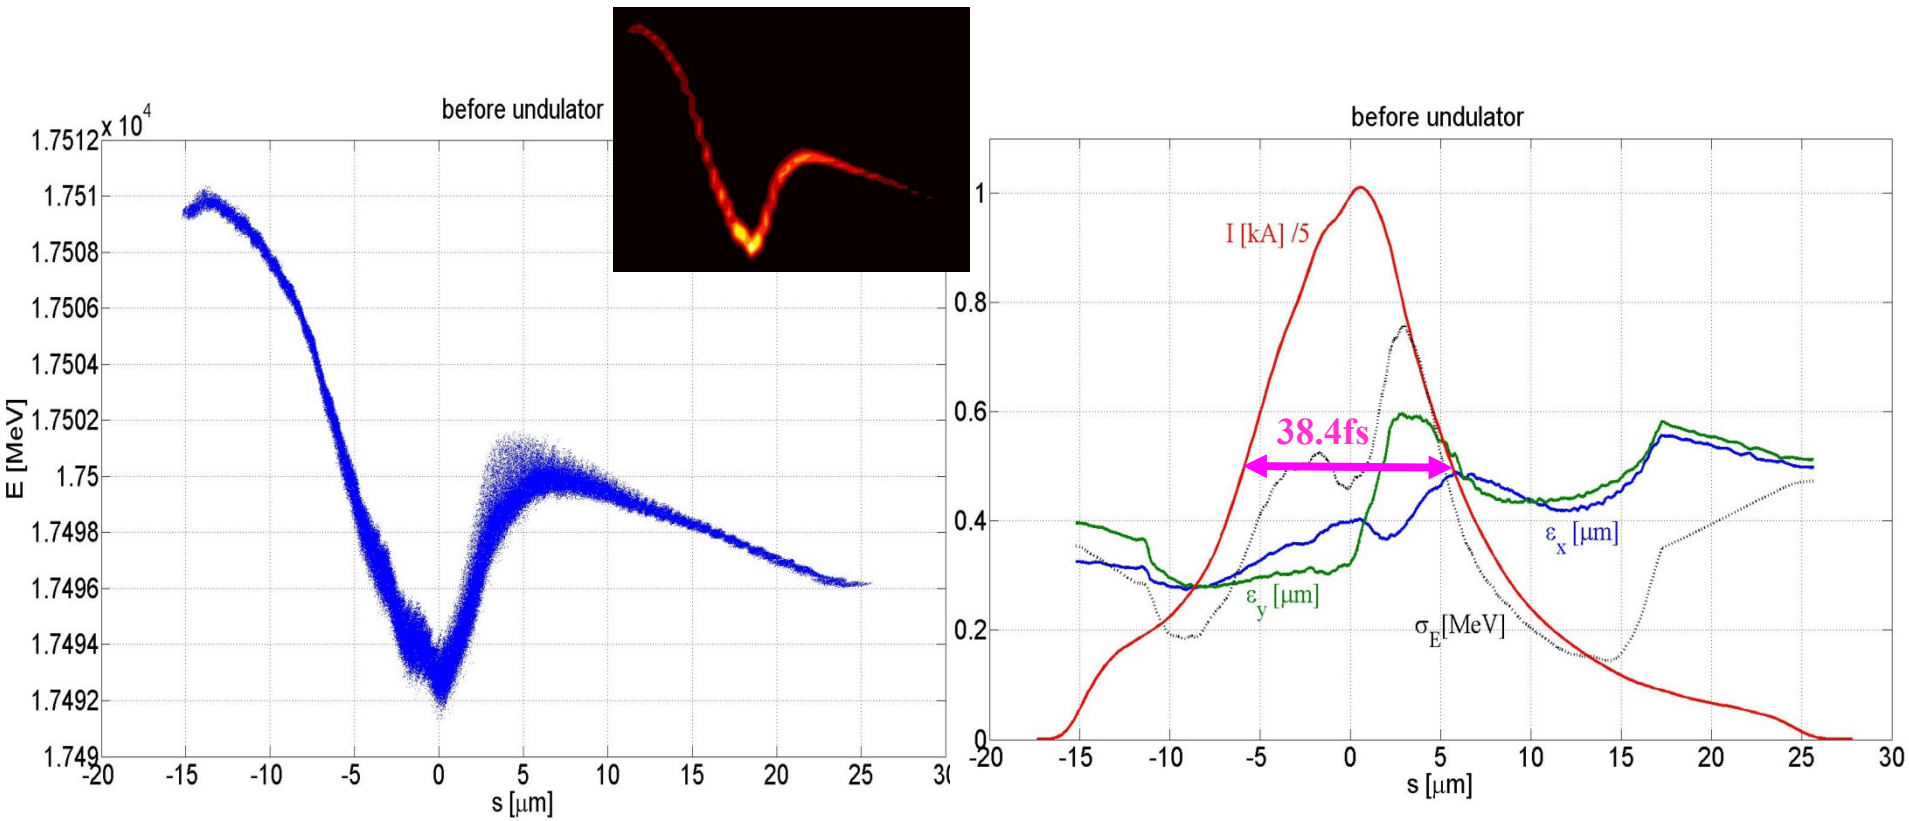 before undulator
x 10^4
1.7512
1.751
1.7508
1.7506
1.7504
1.7502
1.75
1.7498
1.7496
1.7494
1.7492
1.749
E [MeV]
-20 -15 -10 -5 0 5 10 15 20 25 30
s [μm]
before undulator
1
0.8
0.6
0.4
0.2
0
I [kA] /5
38.4fs
ε_x [μm]
ε_y [μm]
σ_E[MeV]
-20 -15 -10 -5 0 5 10 15 20 25 30
s [μm]